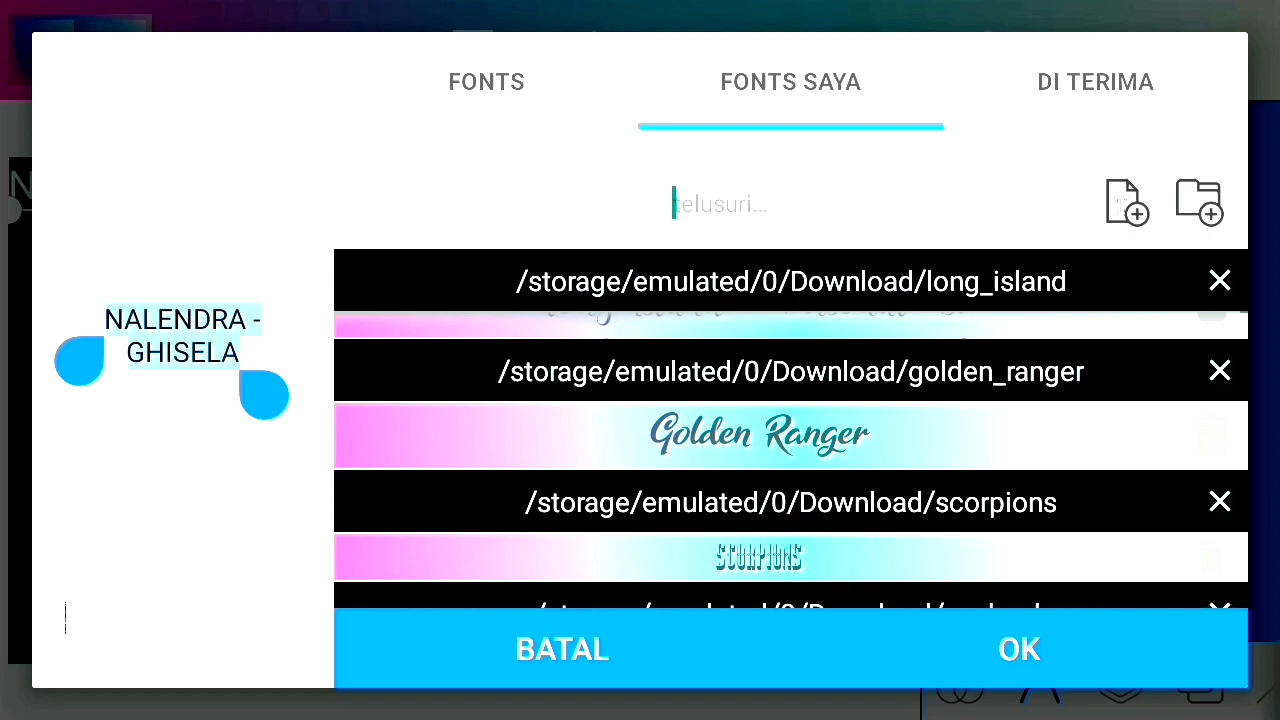 FONTS
FONTS SAYA
DI TERIMA
telusuri...
NALENDRA -
GHISELA
/storage/emulated/0/Download/long_island
/storage/emulated/0/Download/golden_ranger
Golden Ranger
/storage/emulated/0/Download/scorpions
SCORPIONS
BATAL
OK